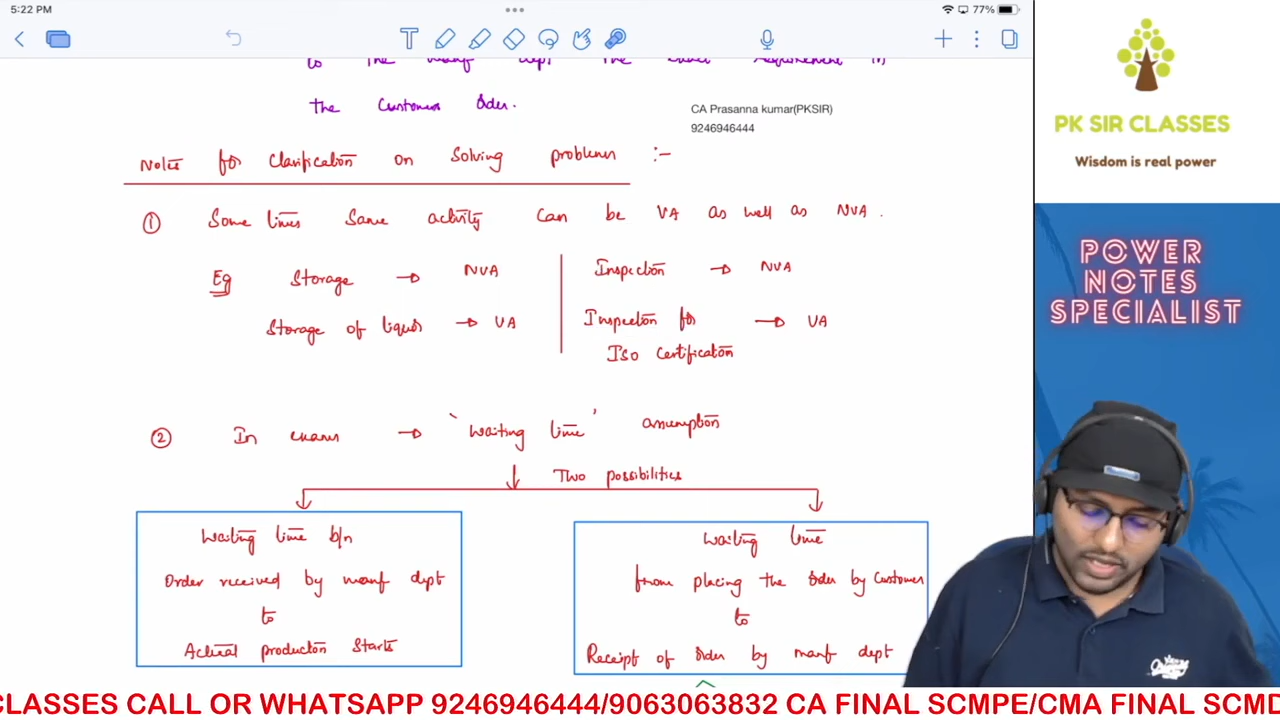 5:22 PM
77%
the Customer Order.
CA Prasanna kumar(PKSIR)
9246946444
PK SIR CLASSES
Wisdom is real power
Notes for Clarification on Solving problems :-
① Some times Same activity Can be VA as well as NVA.
Eg Storage → NVA
Storage of liquor → VA
Inspection → NVA
Inspection for → VA
ISO Certification
② In exams → `Waiting time' assumption
Two possibilities
Waiting time b/n
Order received by manf dept
to
Actual production Starts
Waiting time
from placing the Order by Customer
to
Receipt of Order by manf dept
POWER
NOTES
SPECIALIST
CLASSES CALL OR WHATSAPP 9246946444/9063063832 CA FINAL SCMPE/CMA FINAL SCMD